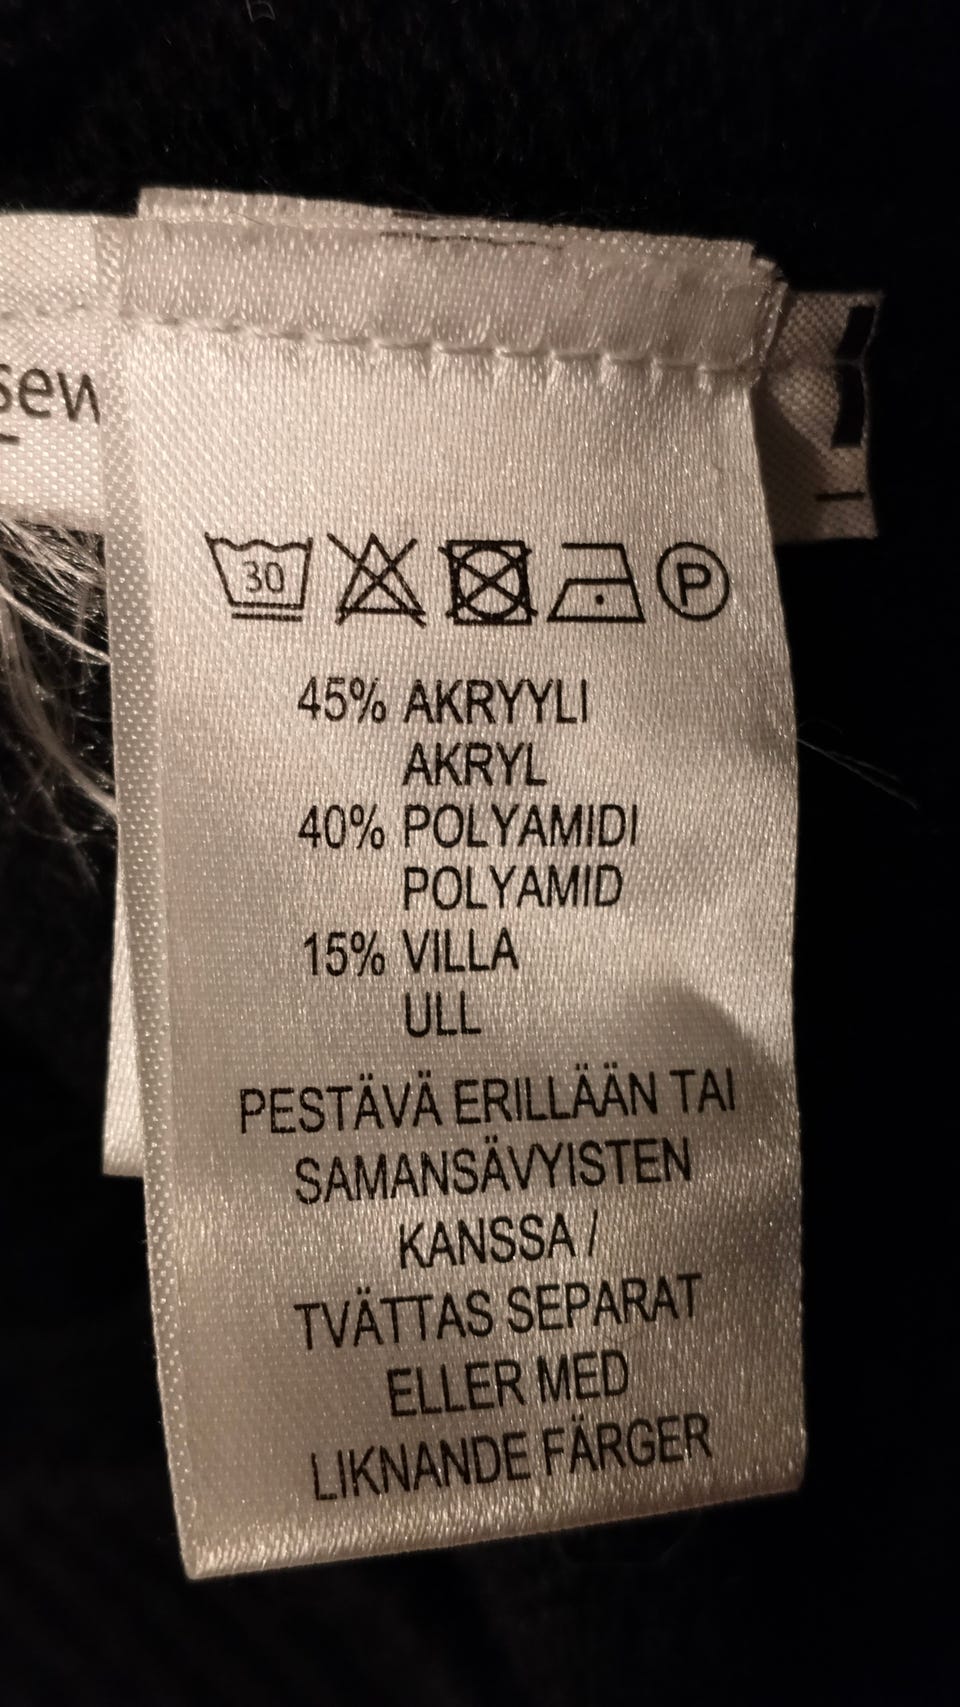 30
P
45% AKRYYLI
AKRYL
40% POLYAMIDI
POLYAMID
15% VILLA
ULL
PESTÄVÄ ERILLÄÄN TAI
SAMANSÄVYISTEN
KANSSA /
TVÄTTAS SEPARAT
ELLER MED
LIKNANDE FÄRGER